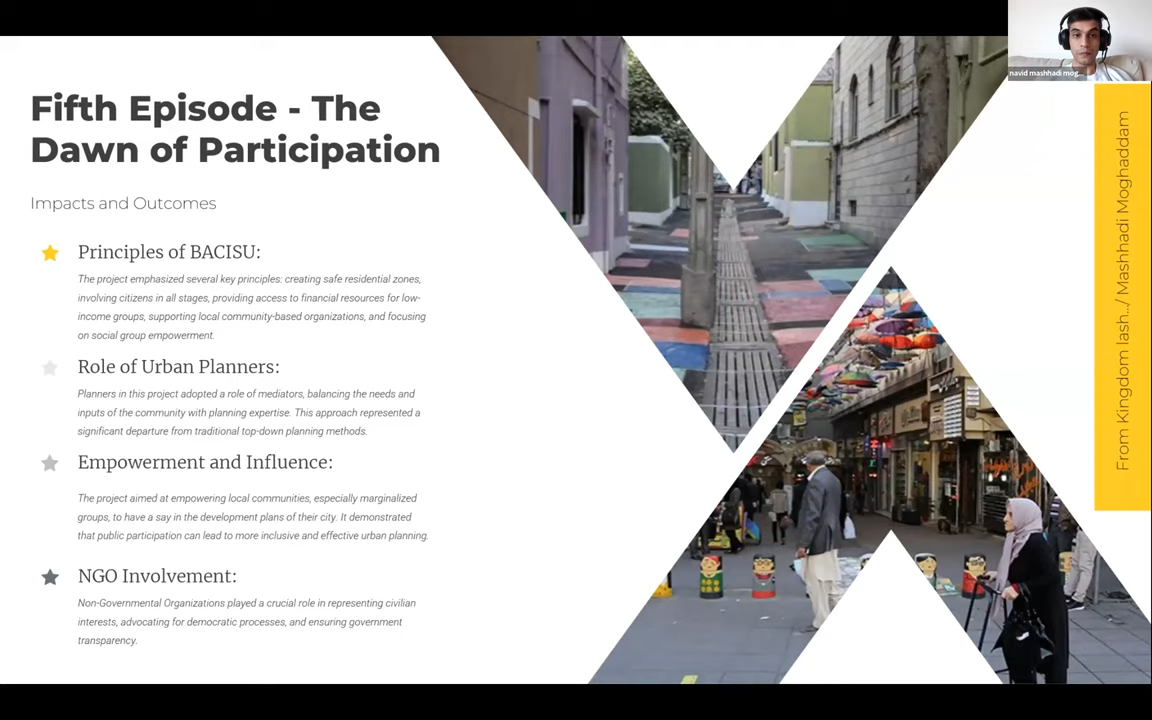 Fifth Episode - The
Dawn of Participation
Impacts and Outcomes
Principles of BACISU:
The project emphasized several key principles: creating safe residential zones,
involving citizens in all stages, providing access to financial resources for low-
income groups, supporting local community-based organizations, and focusing
on social group empowerment.
Role of Urban Planners:
Planners in this project adopted a role of mediators, balancing the needs and
inputs of the community with planning expertise. This approach represented a
significant departure from traditional top-down planning methods.
Empowerment and Influence:
The project aimed at empowering local communities, especially marginalized
groups, to have a say in the development plans of their city. It demonstrated
that public participation can lead to more inclusive and effective urban planning.
NGO Involvement:
Non-Governmental Organizations played a crucial role in representing civilian
interests, advocating for democratic processes, and ensuring government
transparency.
navid mashhadi mog...
From Kingdom lash.../ Mashhadi Moghaddam